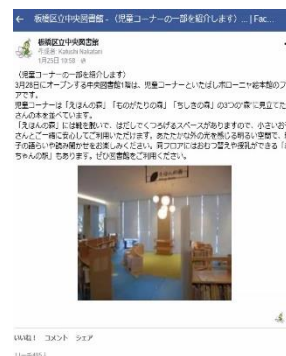 板橋区立中央図書館 - 〈児童コーナーの一部を紹介します〉... | Fac...
板橋区立中央図書館
1月25日 10:58
〈児童コーナーの一部を紹介します〉
3月28日にオープンする中央図書館1階は、児童コーナーといたばしボローニャ絵本館のフ
アです。
児童コーナーは「えほんの森」「ものがたりの森」「ちしきの森」の3つの“森”に見立てた
さんの本を並べています。
「えほんの森」には靴を脱いで、はだしでくつろげるスペースがありますので、小さいお子
さんとご一緒に安心してご利用いただけます。あたたかな外の光を感じる明るい空間で、
子の語らいや読み聞かせをお楽しみください。同フロアにはおむつ替えや授乳ができる「
ちゃんの駅」もあります。ぜひ図書館をご利用ください。
えほんの森
いいね！ コメント シェア